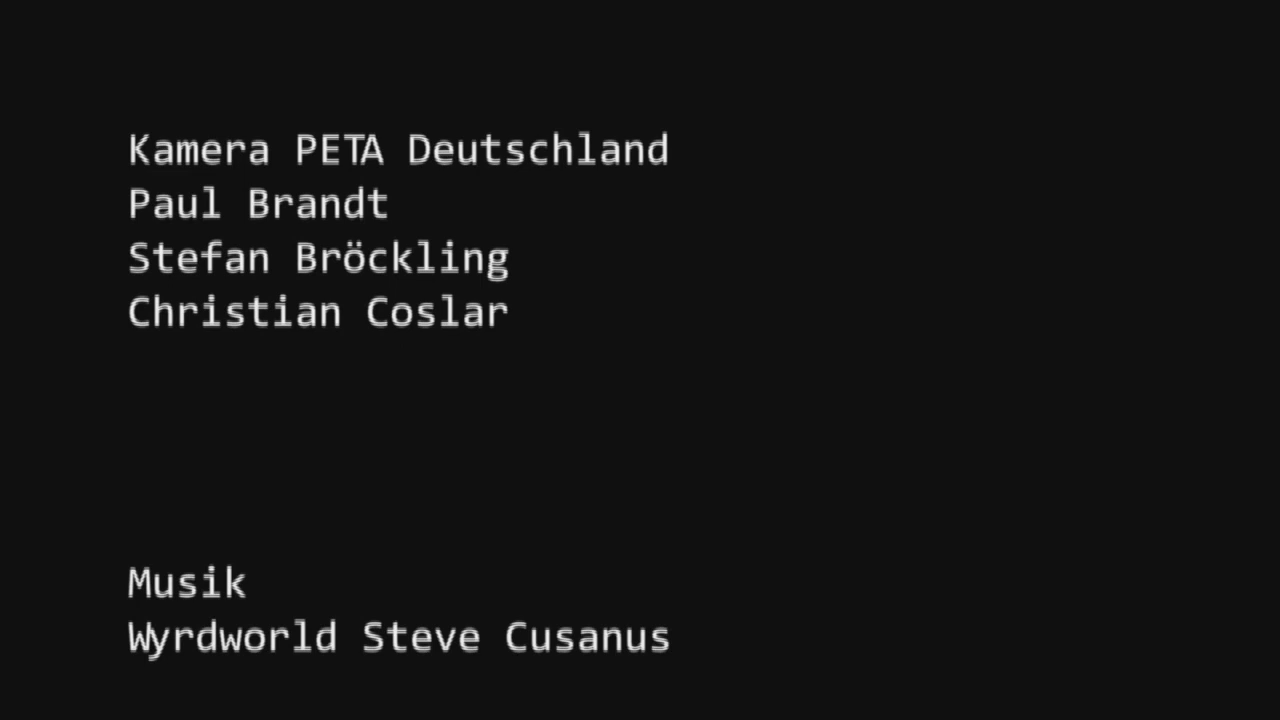 Kamera PETA Deutschland
Paul Brandt
Stefan Bröckling
Christian Coslar
Musik
Wyrdworld Steve Cusanus